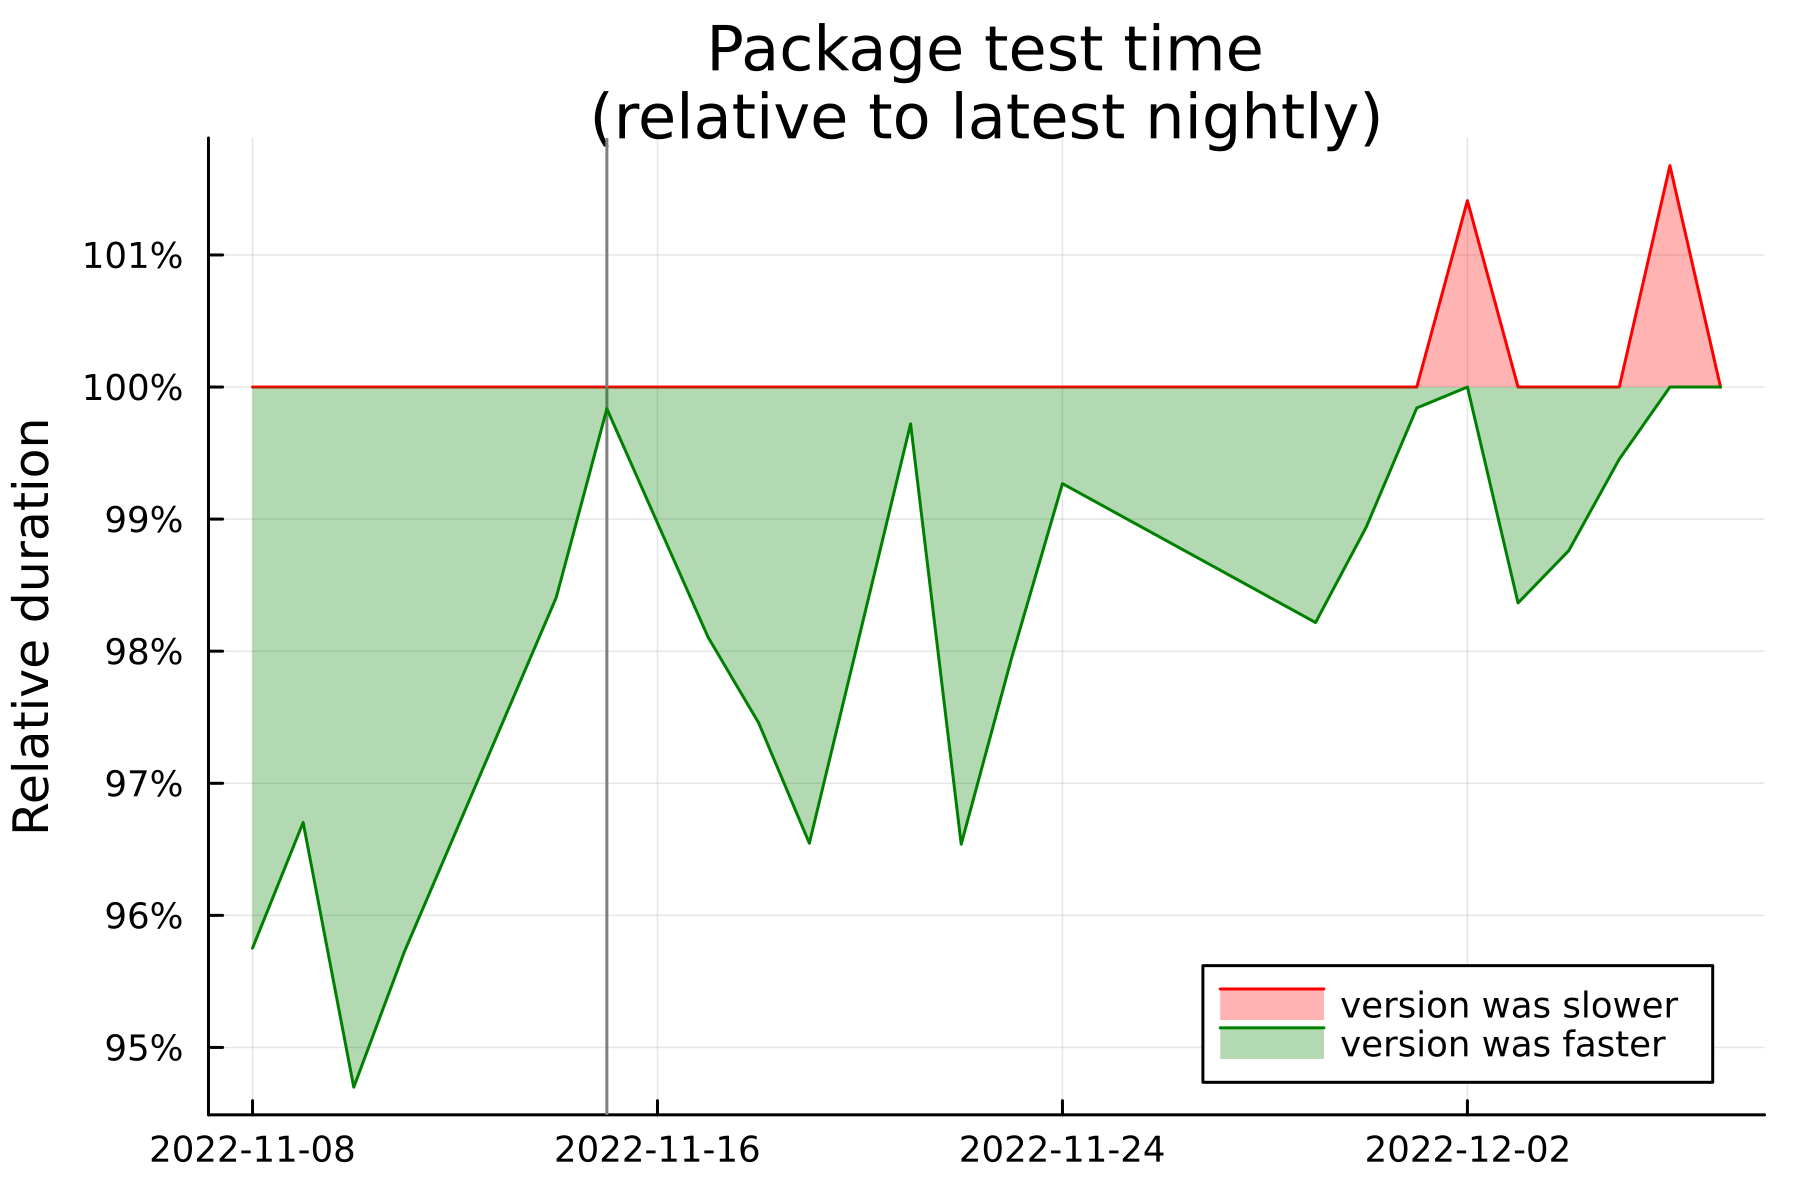 Package test time
(relative to latest nightly)
Relative duration
101%
100%
99%
98%
97%
96%
95%
version was slower
version was faster
2022-11-08
2022-11-16
2022-11-24
2022-12-02